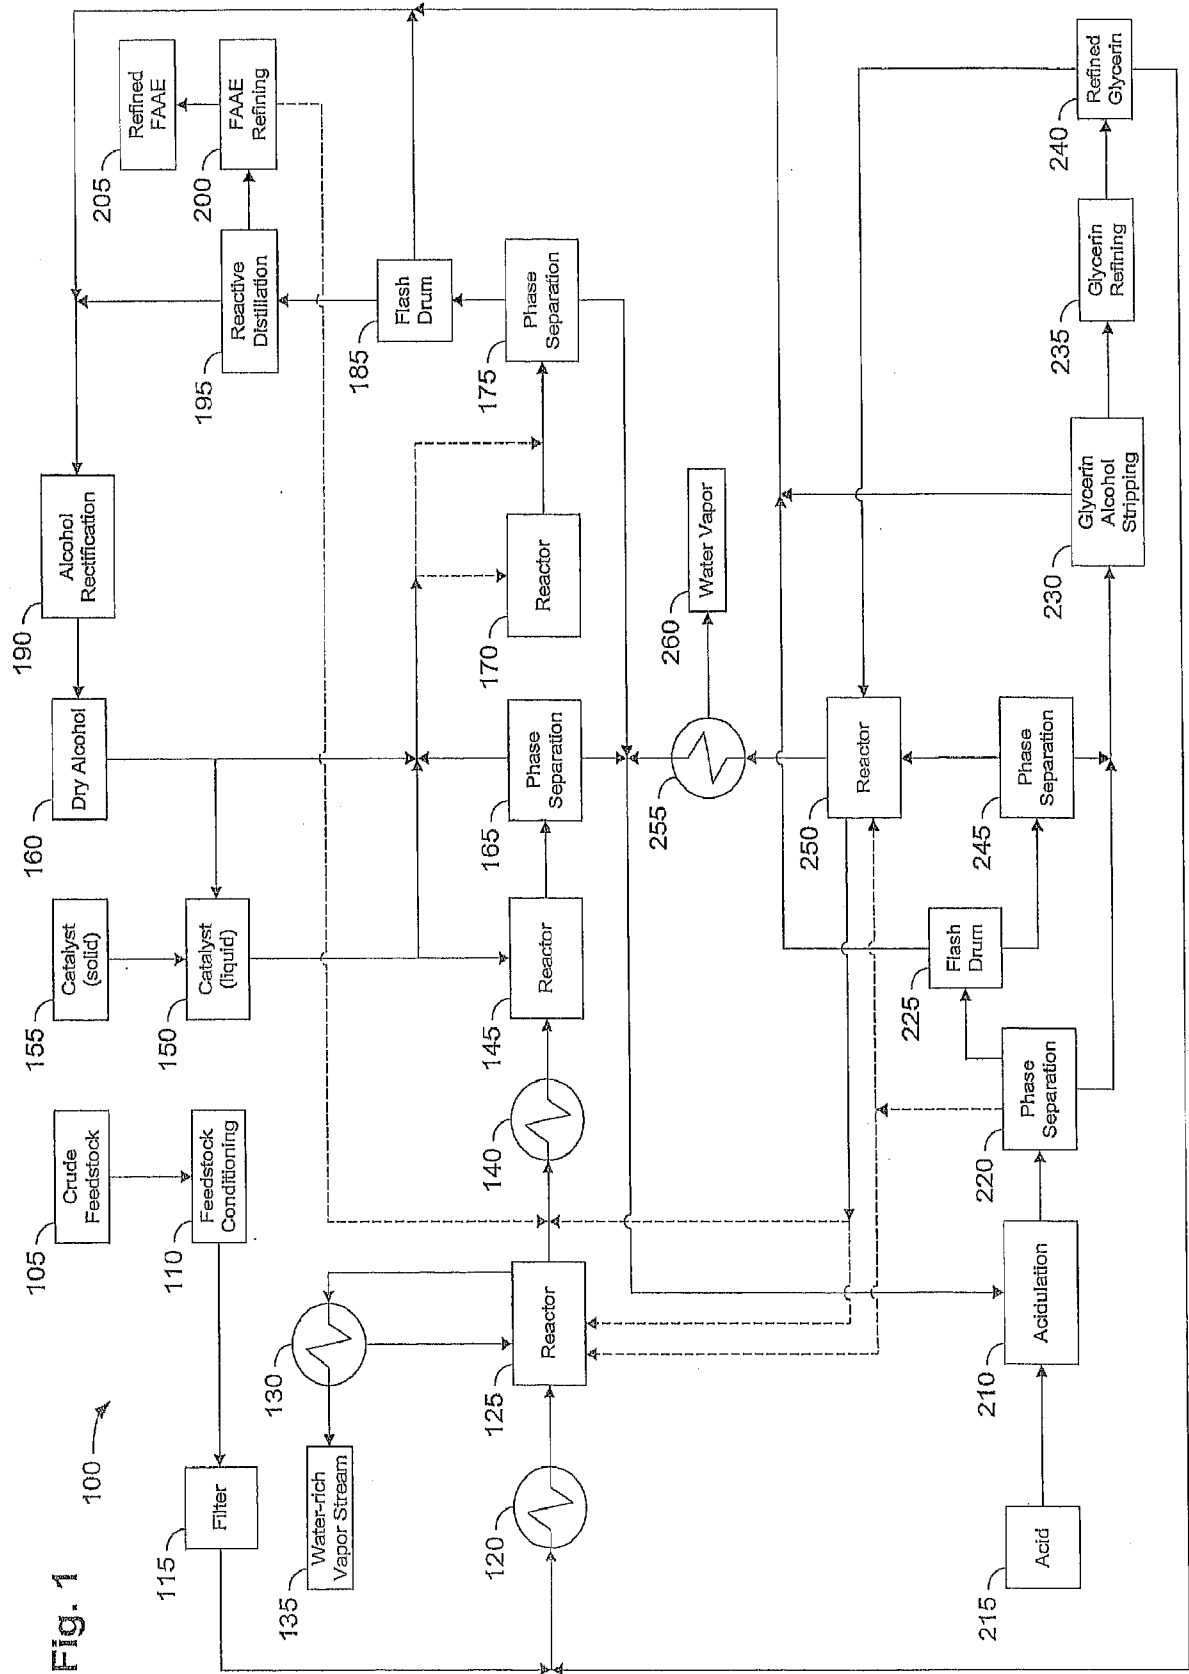 Fig. 1
100
105
Crude
Feedstock
110
Feedstock
Conditioning
115
Filter
155
Catalyst
(solid)
150
Catalyst
(liquid)
160
Dry Alcohol
190
Alcohol
Rectification
195
Reactive
Distillation
200
FAAE
Refining
205
Refined
FAAE
135
Water-rich
Vapor Stream
130
120
125
Reactor
140
145
Reactor
165
Phase
Separation
170
Reactor
175
Phase
Separation
185
Flash
Drum
255
260
Water Vapor
250
Reactor
225
Flash
Drum
245
Phase
Separation
215
Acid
210
Acidulation
220
Phase
Separation
230
Glycerin
Alcohol
Stripping
235
Glycerin
Refining
240
Refined
Glycerin